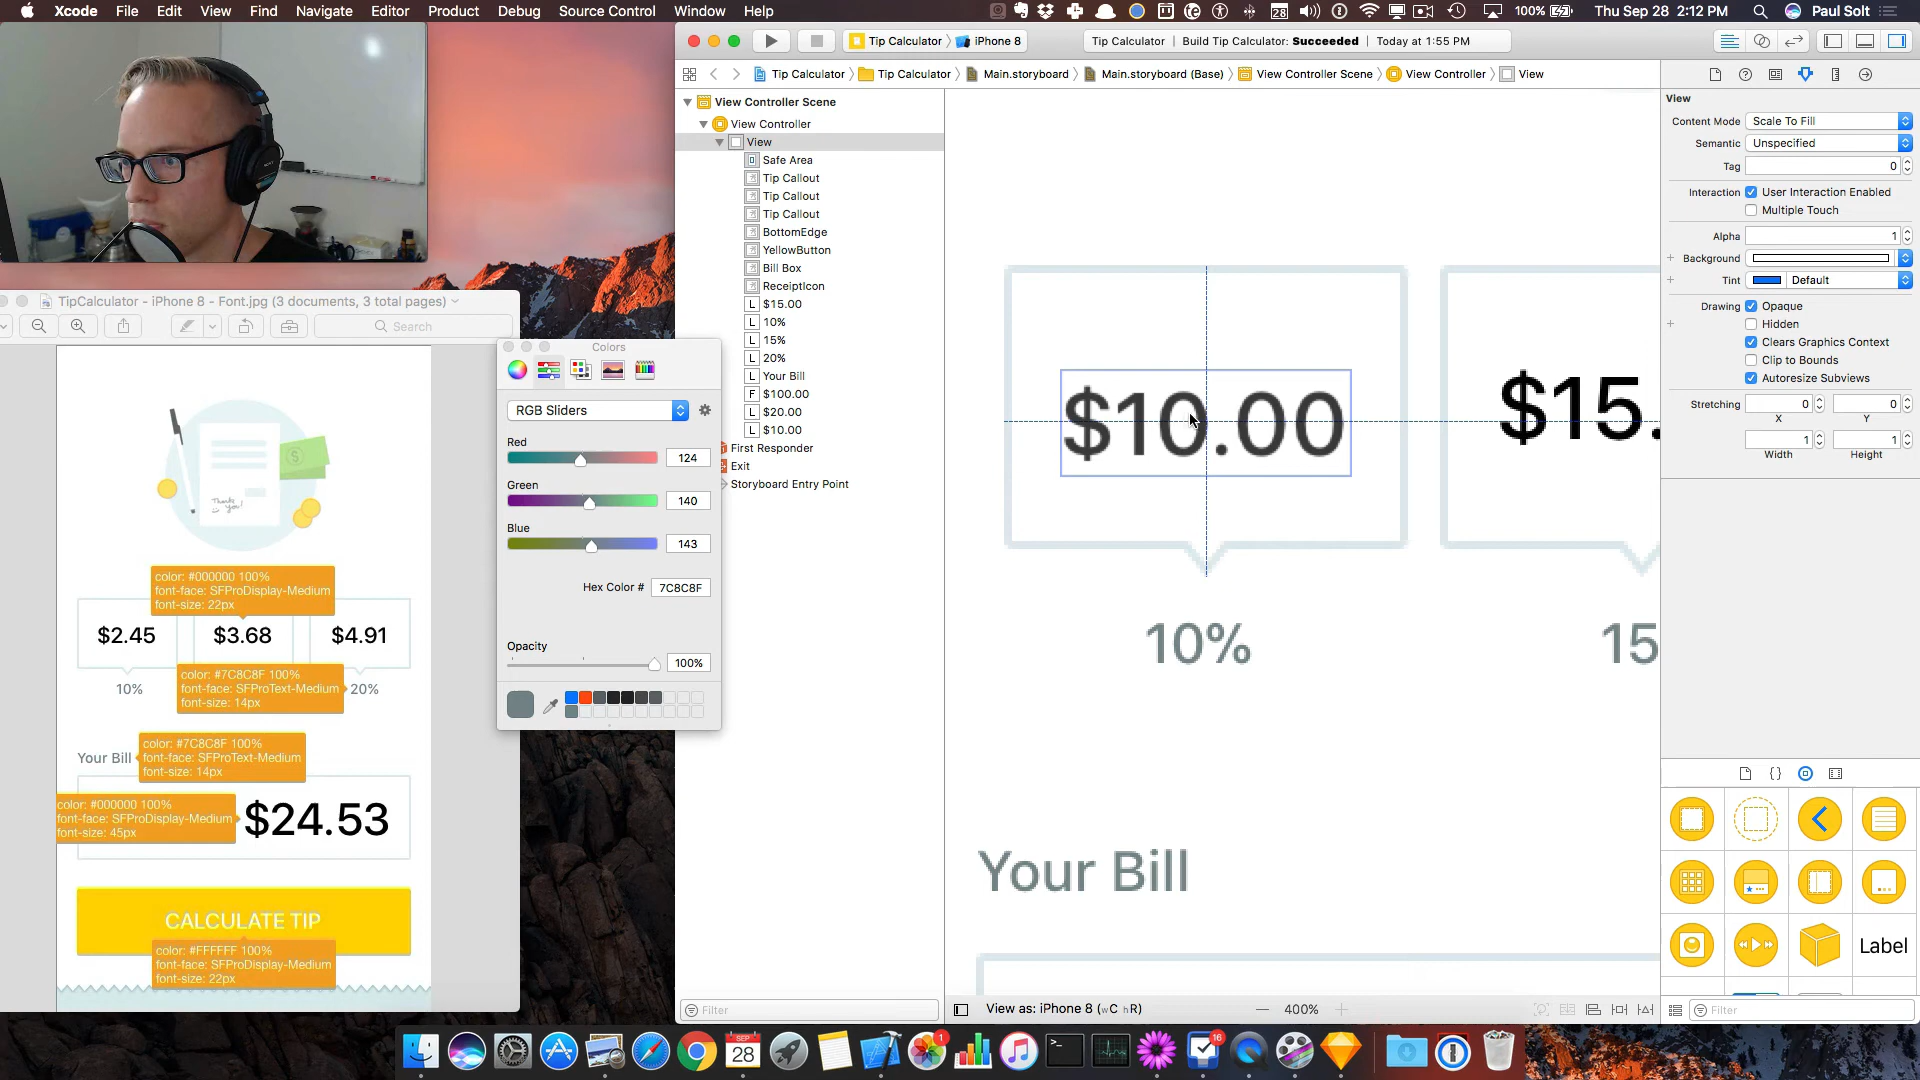 Xcode File Edit View Find Navigate Editor Product Debug Source Control Window Help
28 100% Thu Sep 28 2:12 PM Paul Solt
Tip Calculator iPhone 8
Tip Calculator | Build Tip Calculator: Succeeded | Today at 1:55 PM
Tip Calculator Tip Calculator Main.storyboard Main.storyboard (Base) View Controller Scene View Controller View
View Controller Scene
View Controller
View
Safe Area
Tip Callout
Tip Callout
Tip Callout
BottomEdge
YellowButton
Bill Box
ReceiptIcon
L $15.00
L 10%
L 15%
L 20%
L Your Bill
F $100.00
L $20.00
L $10.00
First Responder
Exit
Storyboard Entry Point
Filter
TipCalculator - iPhone 8 - Font.jpg (3 documents, 3 total pages)
Search
Thank you!
color: #000000 100%
font-face: SFProDisplay-Medium
font-size: 22px
$2.45 $3.68 $4.91
color: #7C8C8F 100%
font-face: SFProText-Medium
font-size: 14px
10% 20%
Your Bill
color: #7C8C8F 100%
font-face: SFProText-Medium
font-size: 14px
color: #000000 100%
font-face: SFProDisplay-Medium
font-size: 45px
$24.53
CALCULATE TIP
color: #FFFFFF 100%
font-face: SFProDisplay-Medium
font-size: 22px
Colors
RGB Sliders
Red
124
Green
140
Blue
143
Hex Color # 7C8C8F
Opacity
100%
$10.00
$15.
10%
15
Your Bill
View as: iPhone 8 (wC hR)
400%
View
Content Mode Scale To Fill
Semantic Unspecified
Tag 0
Interaction User Interaction Enabled
Multiple Touch
Alpha 1
Background
Tint Default
Drawing Opaque
Hidden
Clears Graphics Context
Clip to Bounds
Autoresize Subviews
Stretching 0 0
X Y
1 1
Width Height
Label
Filter
SEP
28
1
16